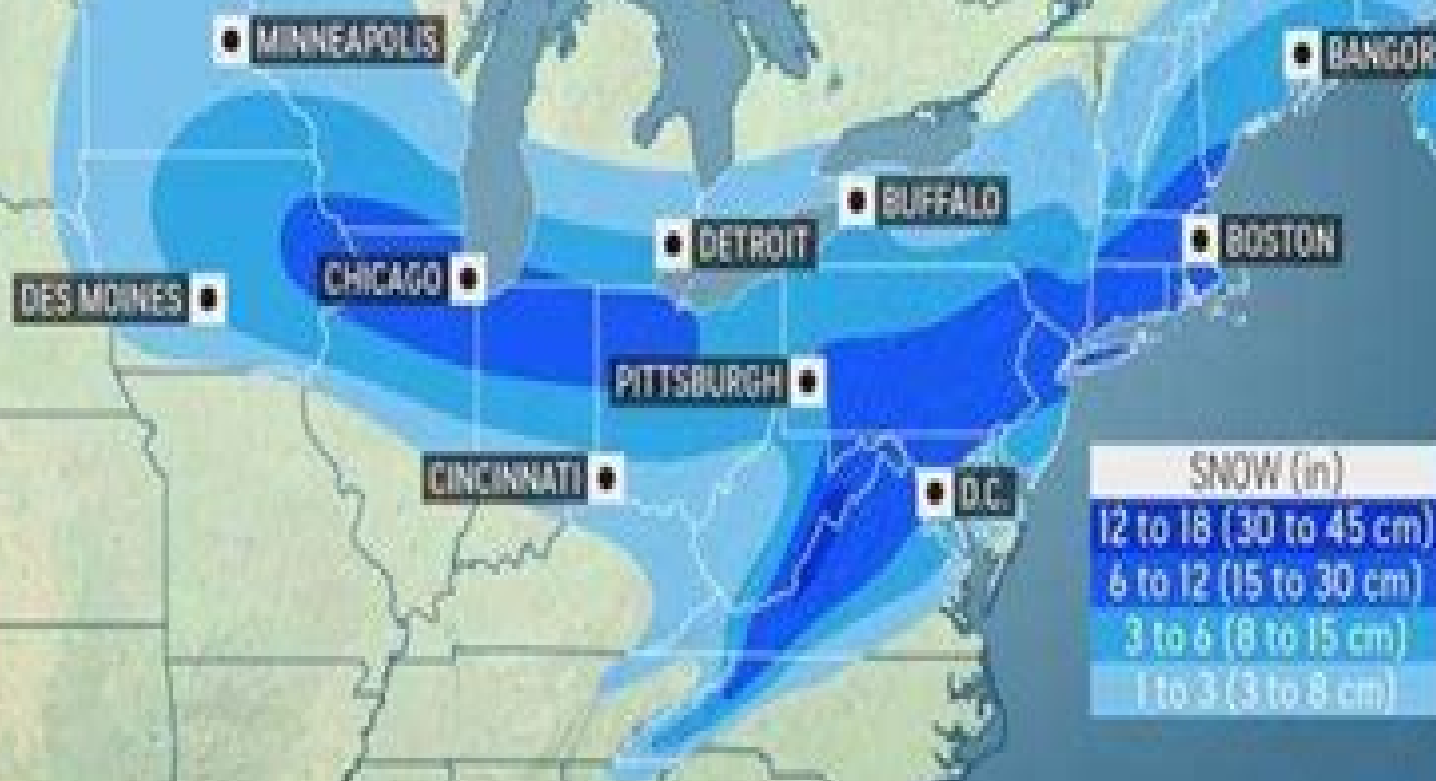 MINNEAPOLIS
BANGOR
BUFFALO
DETROIT
BOSTON
CHICAGO
DES MOINES
PITTSBURGH
CINCINNATI
D.C.
SNOW (in)
12 to 18 (30 to 45 cm)
6 to 12 (15 to 30 cm)
3 to 6 (8 to 15 cm)
1 to 3 (3 to 8 cm)